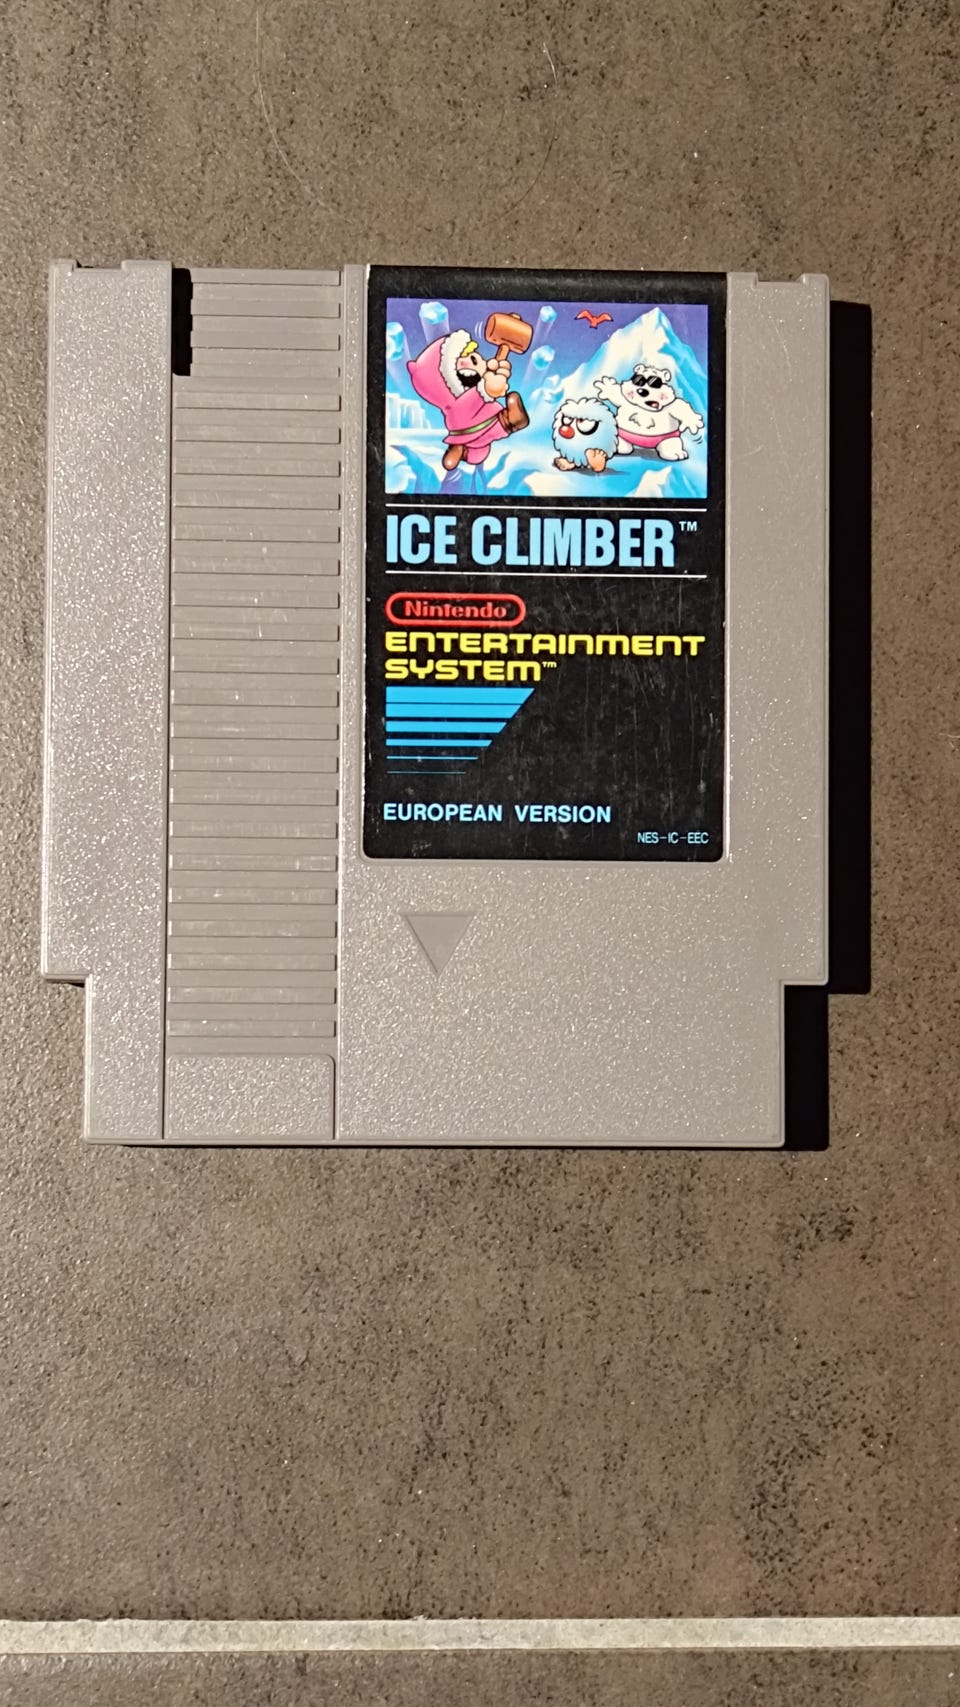 ICE CLIMBER™
Nintendo®
ENTERTAINMENT
SYSTEM™
EUROPEAN VERSION
NES-IC-EEC